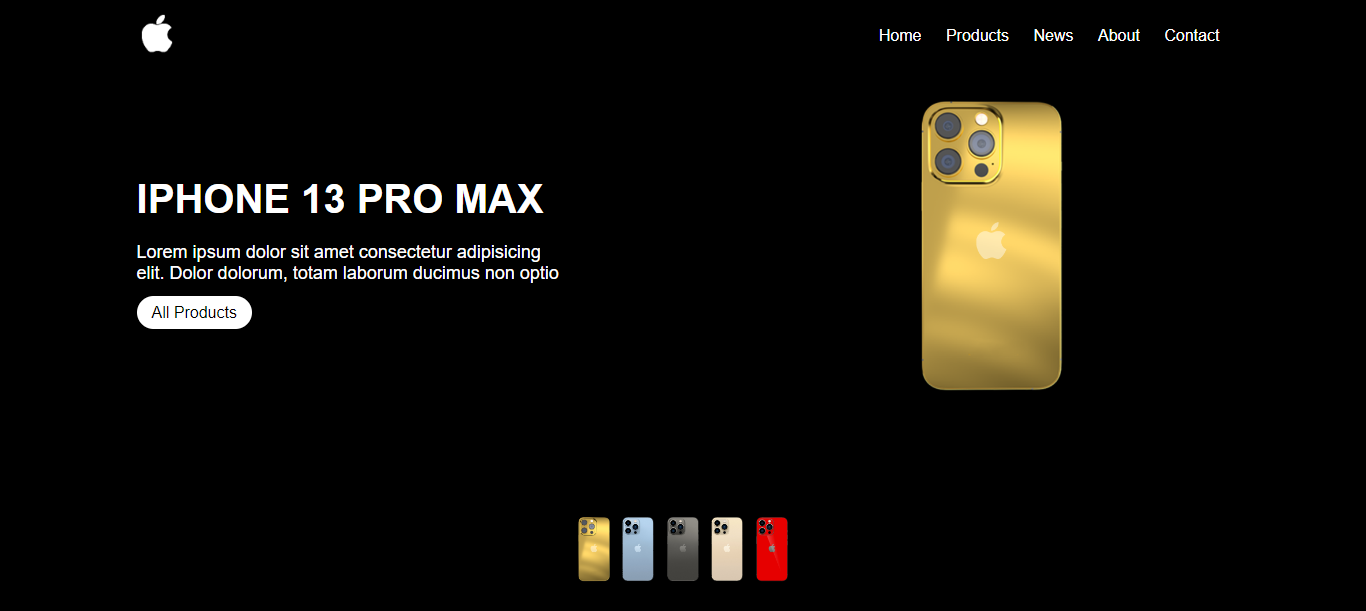 Home Products News About Contact
IPHONE 13 PRO MAX
Lorem ipsum dolor sit amet consectetur adipisicing
elit. Dolor dolorum, totam laborum ducimus non optio
All Products